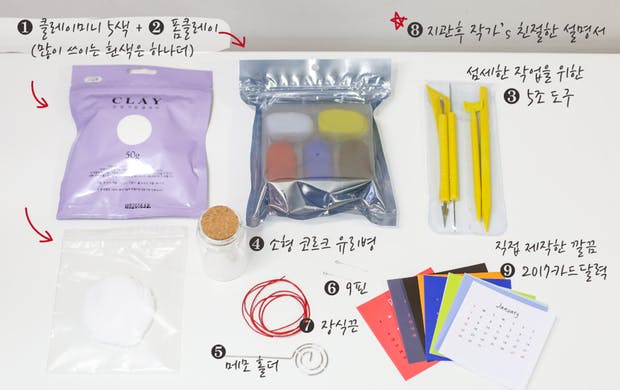 ❶ 클레이미니 5색 + ❷ 폼클레이
(많이 쓰이는 흰색은 하나더)
❽ 지관후 작가's 친절한 설명서
섬세한 작업을 위한
❸ 5조 도구
CLAY
50g
❹ 소형 코르크 유리병
❻ 9핀
❼ 장식끈
❺ 메모 홀더
직접 제작한 깔끔
❾ 2017카드달력
January